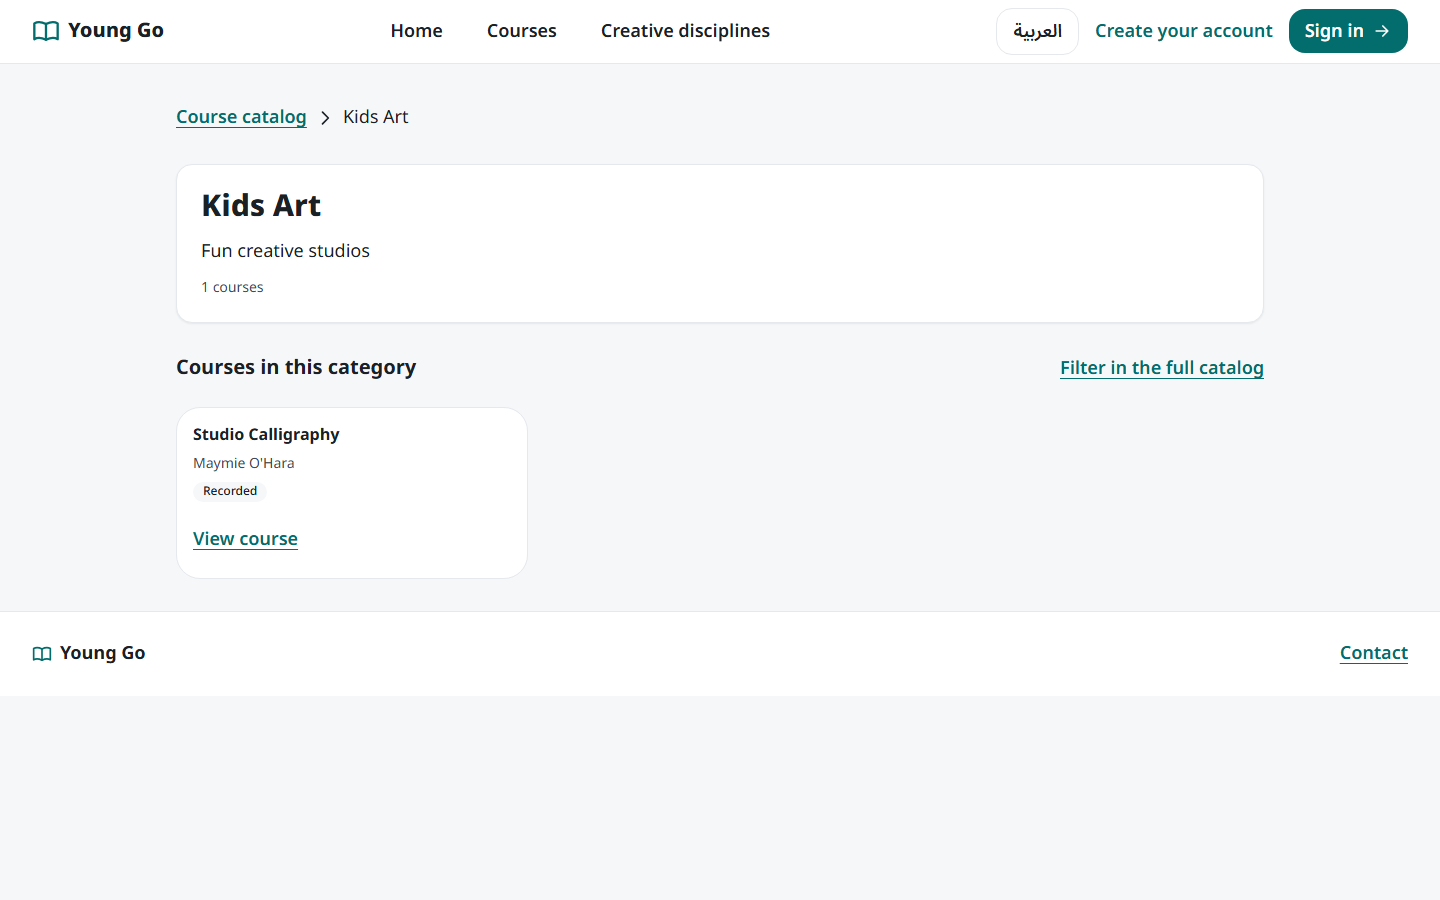 Young Go
Home
Courses
Creative disciplines
العربية
Create your account
Sign in
Course catalog
Kids Art
Kids Art
Fun creative studios
1 courses
Courses in this category
Filter in the full catalog
Studio Calligraphy
Maymie O'Hara
Recorded
View course
Young Go
Contact